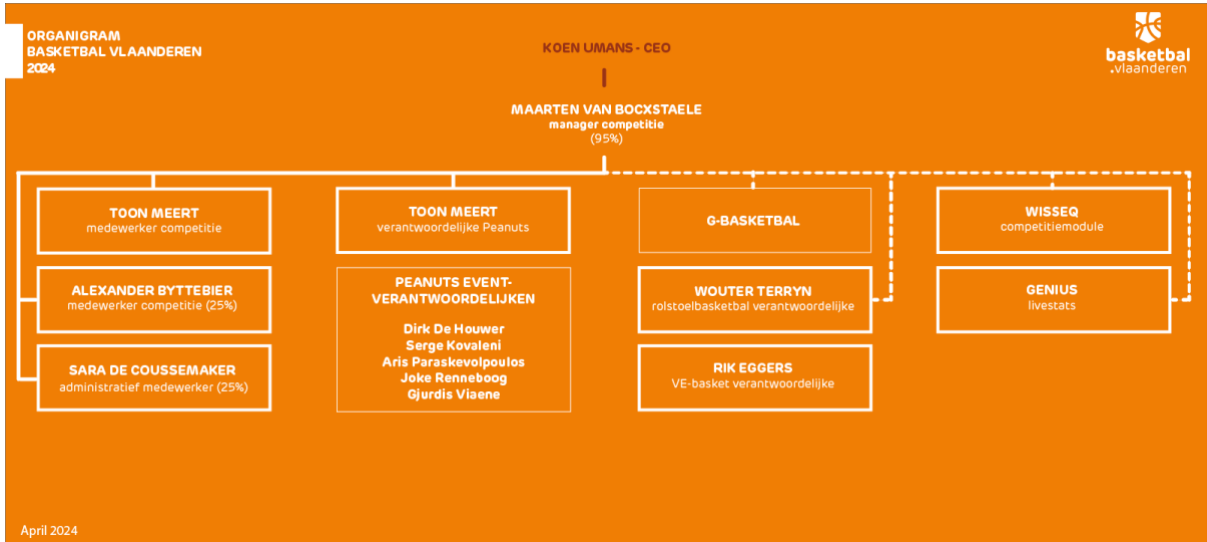 ORGANIGRAM
BASKETBAL VLAANDEREN
2024
KOEN UMANS - CEO
basketbal
.vlaanderen
MAARTEN VAN BOCXSTAELE
manager competitie
(95%)
TOON MEERT
medewerker competitie
ALEXANDER BYTTEBIER
medewerker competitie (25%)
SARA DE COUSSEMAKER
administratief medewerker (25%)
TOON MEERT
verantwoordelijke Peanuts
PEANUTS EVENT-
VERANTWOORDELIJKEN
Dirk De Houwer
Serge Kovaleni
Aris Paraskevolpoulos
Joke Renneboog
Gjurdis Vlaene
G-BASKETBAL
WOUTER TERRYN
rolstoelbasketbal verantwoordelijke
RIK EGGERS
VE-basket verantwoordelijke
WISSEQ
competitiemodule
GENIUS
livestats
April 2024